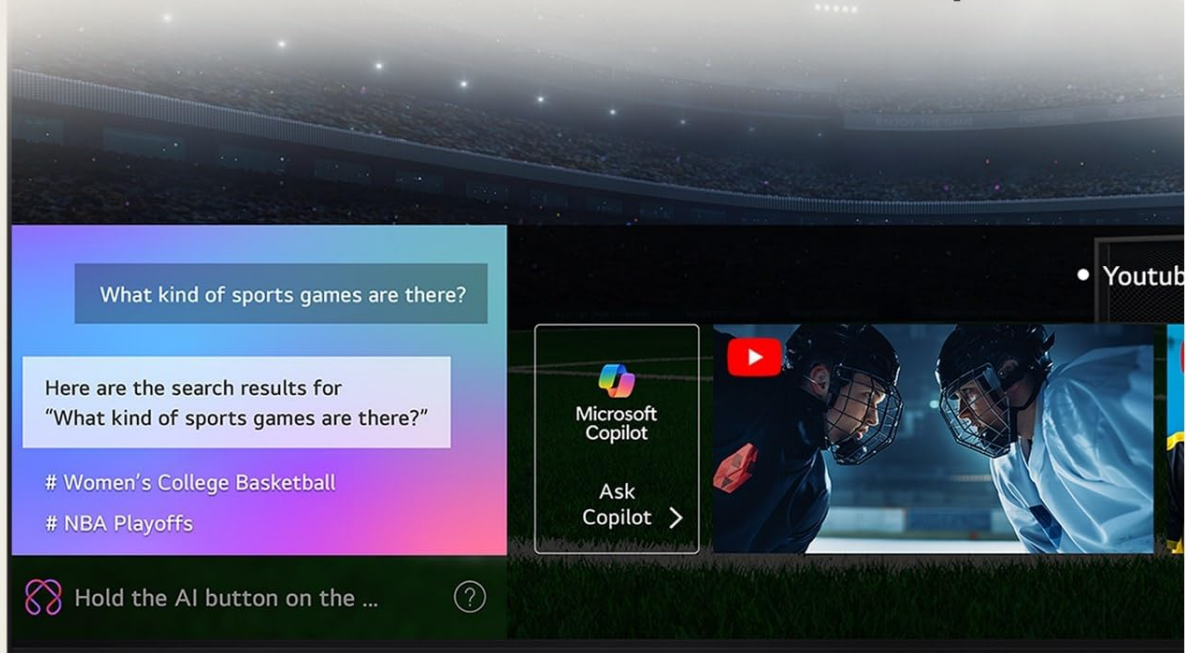 What kind of sports games are there?
Here are the search results for
“What kind of sports games are there?”
# Women’s College Basketball
# NBA Playoffs
Hold the AI button on the ...
?
Microsoft
Copilot
Ask
Copilot >
• Youtub